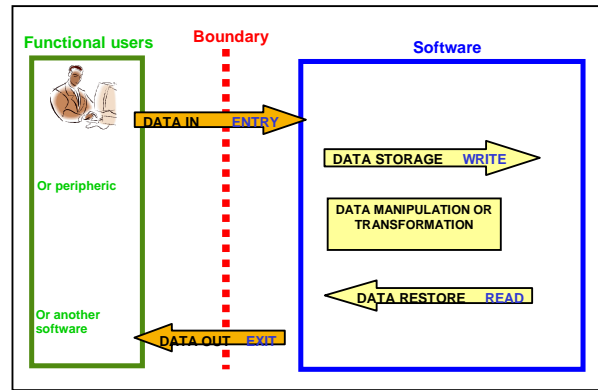 Functional users
Boundary
Software
DATA IN ENTRY
DATA STORAGE WRITE
Or peripheric
DATA MANIPULATION OR
TRANSFORMATION
DATA RESTORE READ
Or another
software
DATA OUT EXIT